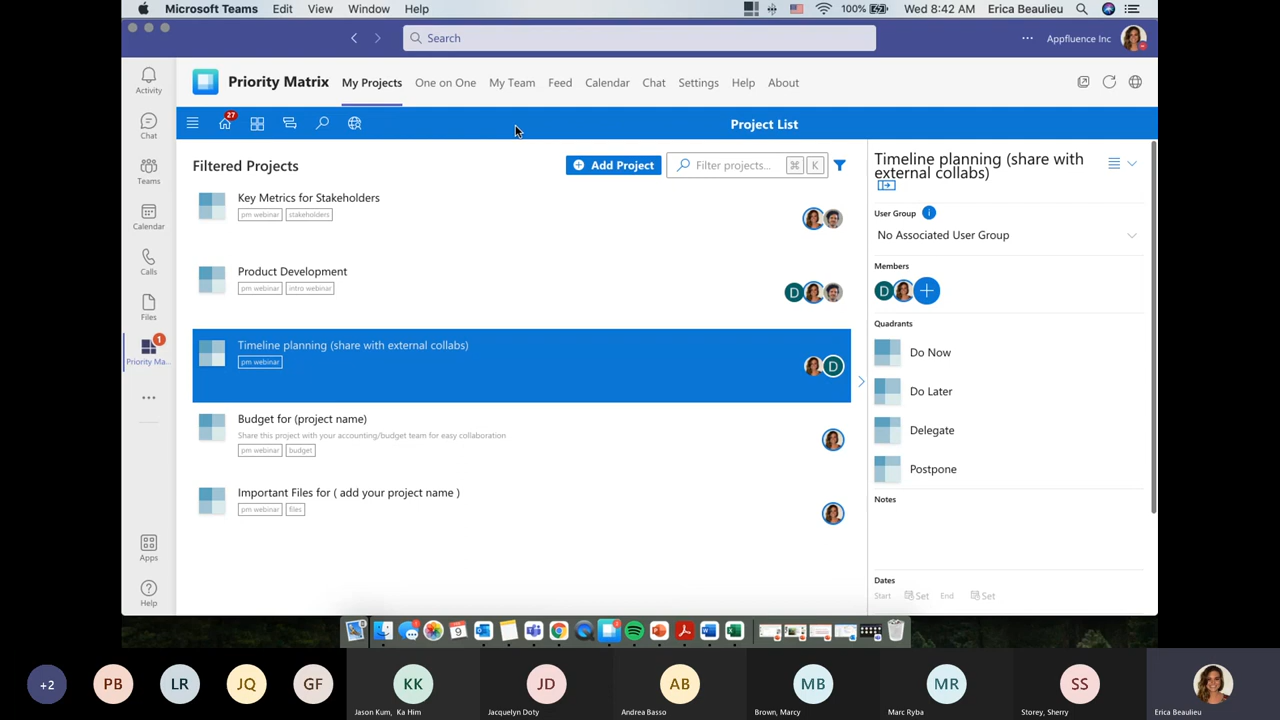 Microsoft Teams Edit View Window Help 100% Wed 8:42 AM Erica Beaulieu
Search
Appfluence Inc
Activity
Chat
Teams
Calendar
Calls
Files
1
Priority Ma...
Apps
Help
Priority Matrix My Projects One on One My Team Feed Calendar Chat Settings Help About
27
Project List
Filtered Projects
Add Project
Filter projects... ⌘ K
Key Metrics for Stakeholders
pm webinar stakeholders
Product Development
pm webinar intro webinar
D
Timeline planning (share with external collabs)
pm webinar
D
Budget for (project name)
Share this project with your accounting/budget team for easy collaboration
pm webinar budget
Important Files for ( add your project name )
pm webinar files
Timeline planning (share with
external collabs)
User Group i
No Associated User Group
Members
D
Quadrants
Do Now
Do Later
Delegate
Postpone
Notes
Dates
Start Set End Set
9
+2 PB LR JQ GF KK JD AB MB MR SS
Jason Kum, Ka Him
Jacquelyn Doty
Andrea Basso
Brown, Marcy
Marc Ryba
Storey, Sherry
Erica Beaulieu